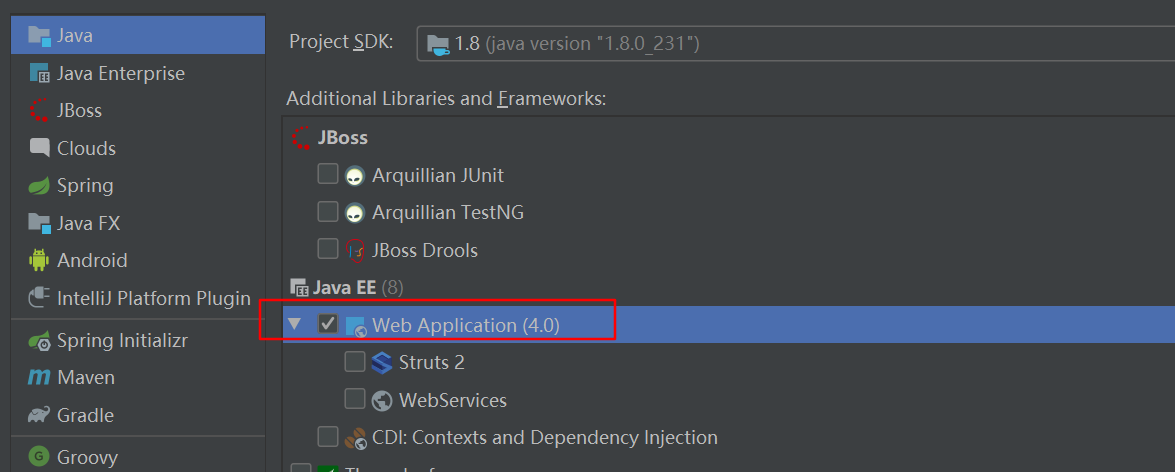 Java
Java Enterprise
JBoss
Clouds
Spring
Java FX
Android
IntelliJ Platform Plugin
Spring Initializr
Maven
Gradle
Groovy
Project SDK: 1.8 (java version "1.8.0_231")
Additional Libraries and Frameworks:
JBoss
Arquillian JUnit
Arquillian TestNG
JBoss Drools
Java EE (8)
Web Application (4.0)
Struts 2
WebServices
CDI: Contexts and Dependency Injection